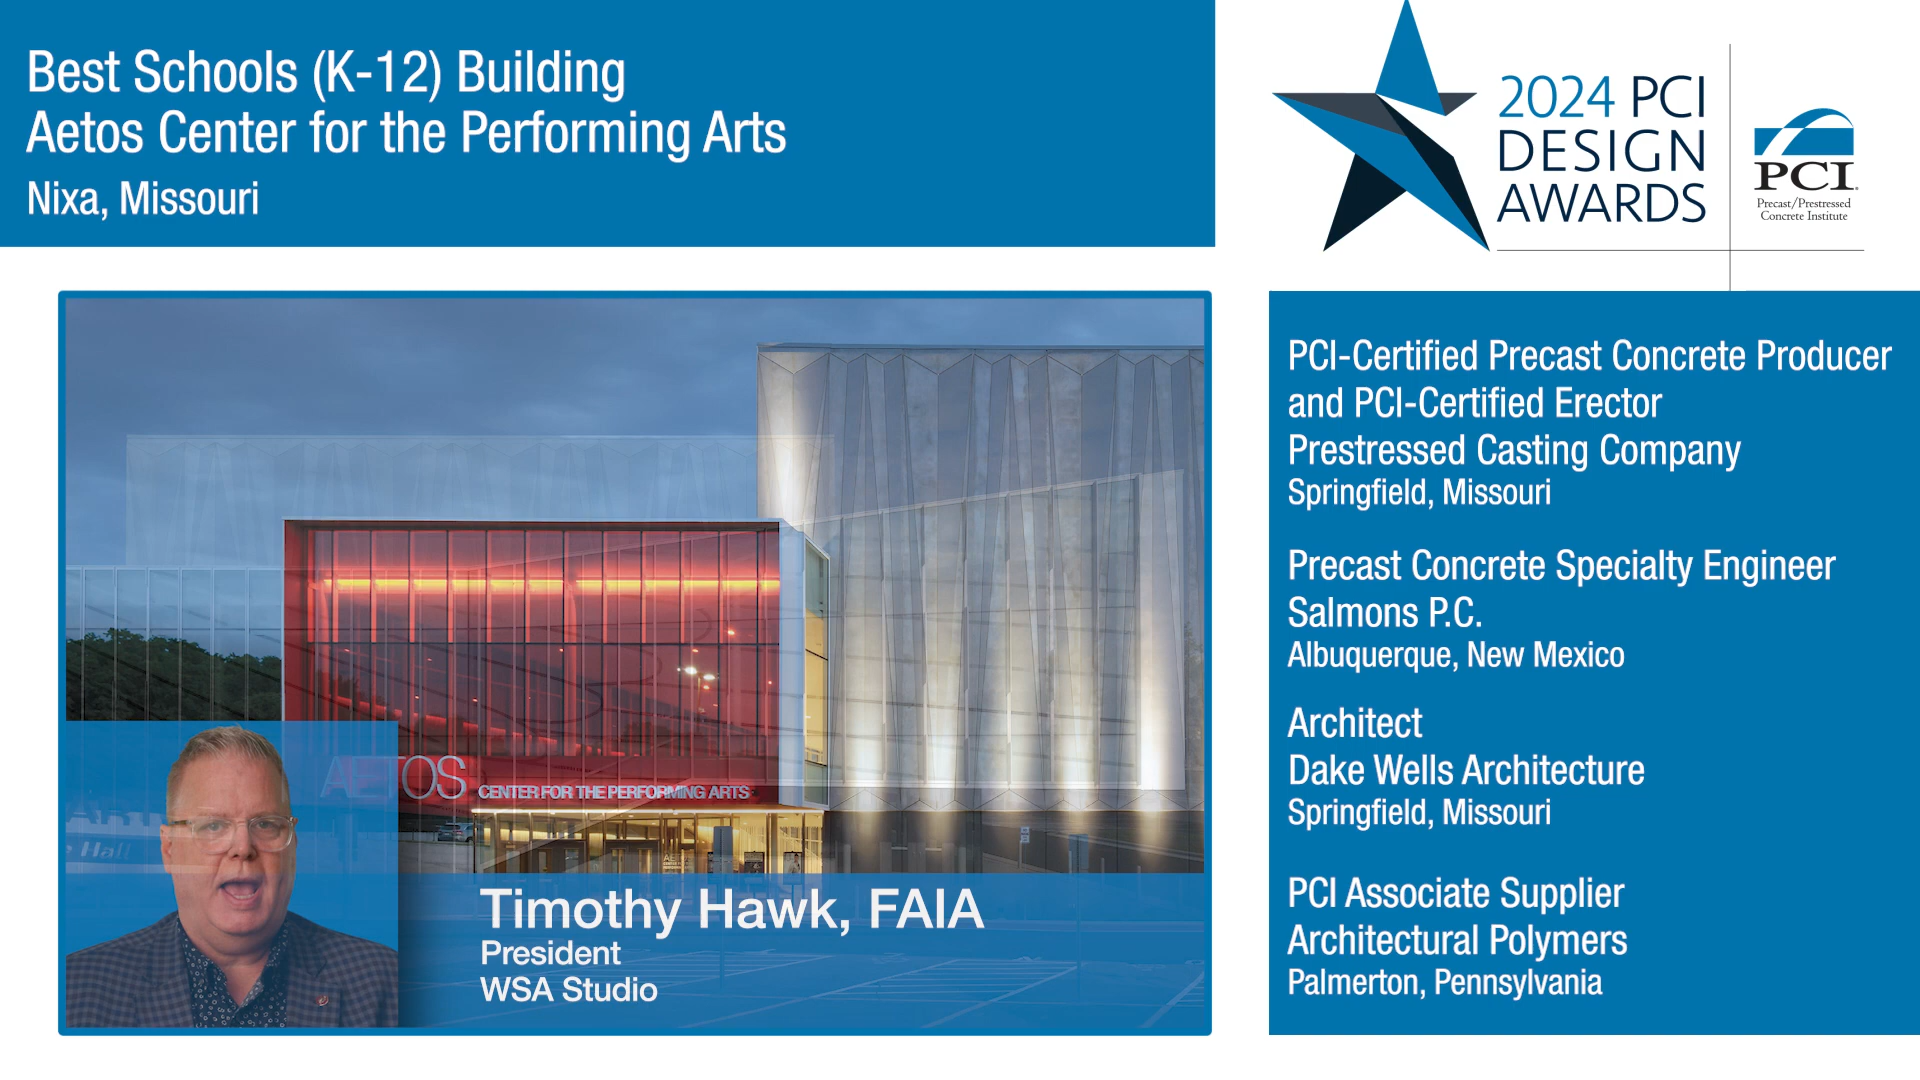 Best Schools (K-12) Building
Aetos Center for the Performing Arts
Nixa, Missouri
2024 PCI
DESIGN
AWARDS
PCI
Precast/Prestressed
Concrete Institute
AETOS CENTER FOR THE PERFORMING ARTS
Hall
Timothy Hawk, FAIA
President
WSA Studio
PCI-Certified Precast Concrete Producer
and PCI-Certified Erector
Prestressed Casting Company
Springfield, Missouri
Precast Concrete Specialty Engineer
Salmons P.C.
Albuquerque, New Mexico
Architect
Dake Wells Architecture
Springfield, Missouri
PCI Associate Supplier
Architectural Polymers
Palmerton, Pennsylvania